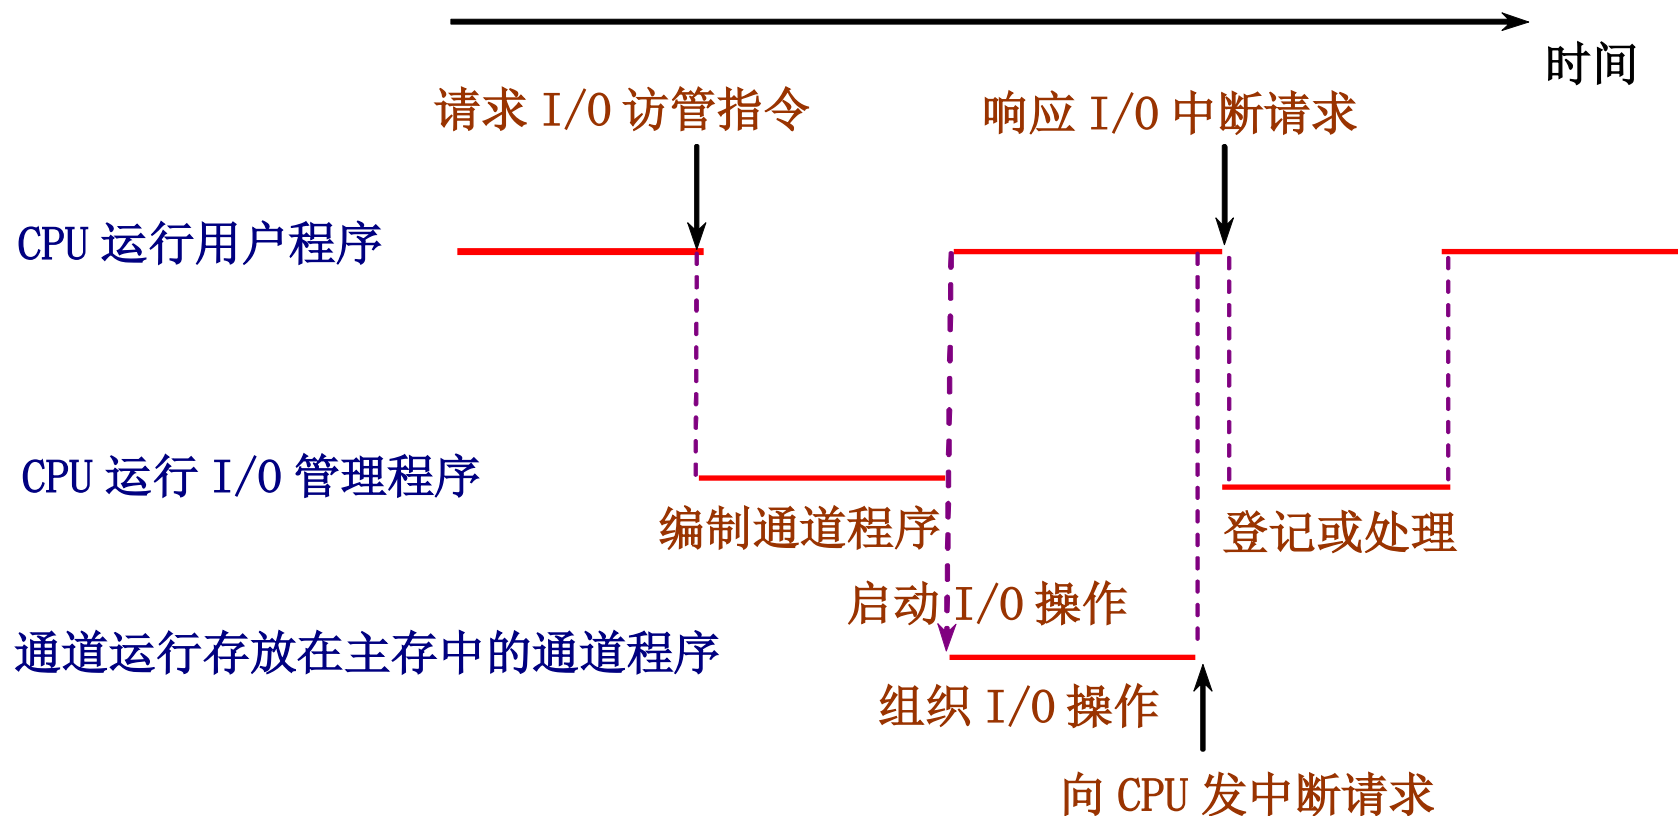 时间
请求 I/O 访管指令
响应 I/O 中断请求
CPU 运行用户程序
CPU 运行 I/O 管理程序
编制通道程序
登记或处理
启动 I/O 操作
通道运行存放在主存中的通道程序
组织 I/O 操作
向 CPU 发中断请求